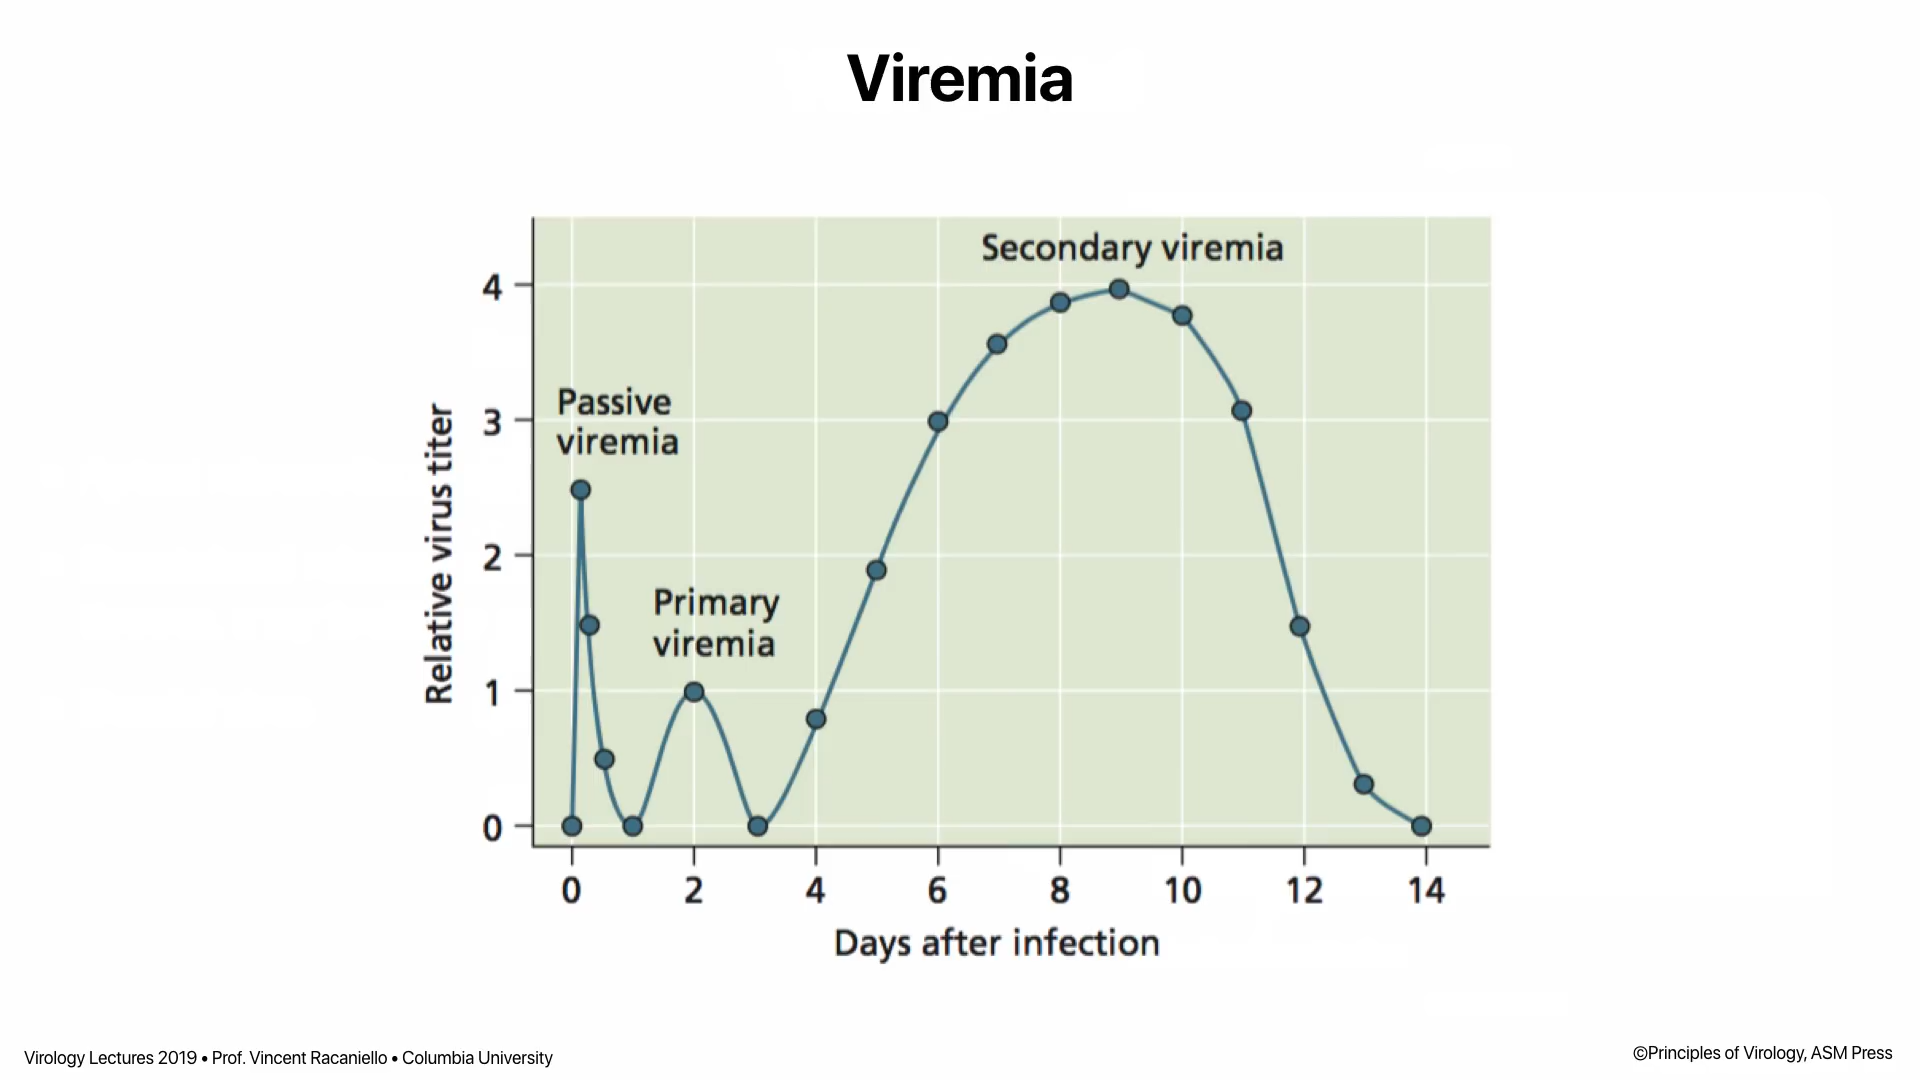 Viremia
Secondary viremia
Passive
viremia
Primary
viremia
Relative virus titer
4
3
2
1
0
0 2 4 6 8 10 12 14
Days after infection
Virology Lectures 2019 • Prof. Vincent Racaniello • Columbia University
©Principles of Virology, ASM Press